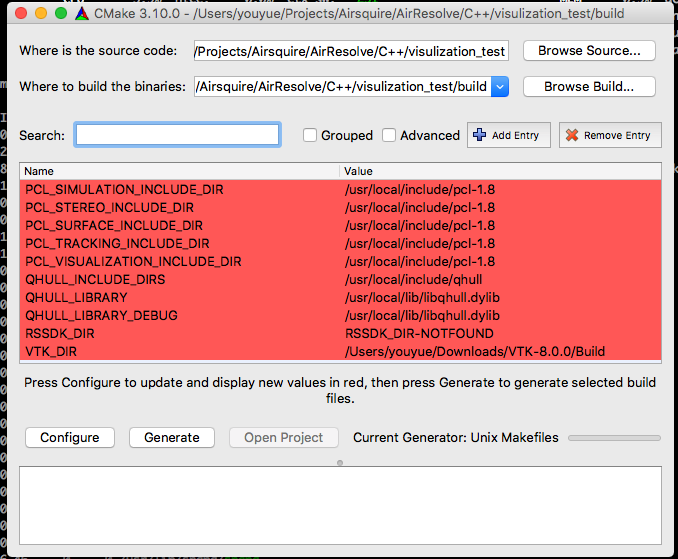 CMake 3.10.0 - /Users/youyue/Projects/Airsquire/AirResolve/C++/visulization_test/build
Where is the source code: /Projects/Airsquire/AirResolve/C++/visulization_test Browse Source...
Where to build the binaries: /Airsquire/AirResolve/C++/visulization_test/build Browse Build...
Search: Grouped Advanced Add Entry Remove Entry
Name Value
PCL_SIMULATION_INCLUDE_DIR /usr/local/include/pcl-1.8
PCL_STEREO_INCLUDE_DIR /usr/local/include/pcl-1.8
PCL_SURFACE_INCLUDE_DIR /usr/local/include/pcl-1.8
PCL_TRACKING_INCLUDE_DIR /usr/local/include/pcl-1.8
PCL_VISUALIZATION_INCLUDE_DIR /usr/local/include/pcl-1.8
QHULL_INCLUDE_DIRS /usr/local/include/qhull
QHULL_LIBRARY /usr/local/lib/libqhull.dylib
QHULL_LIBRARY_DEBUG /usr/local/lib/libqhull.dylib
RSSDK_DIR RSSDK_DIR-NOTFOUND
VTK_DIR /Users/youyue/Downloads/VTK-8.0.0/Build
Press Configure to update and display new values in red, then press Generate to generate selected build
files.
Configure Generate Open Project Current Generator: Unix Makefiles